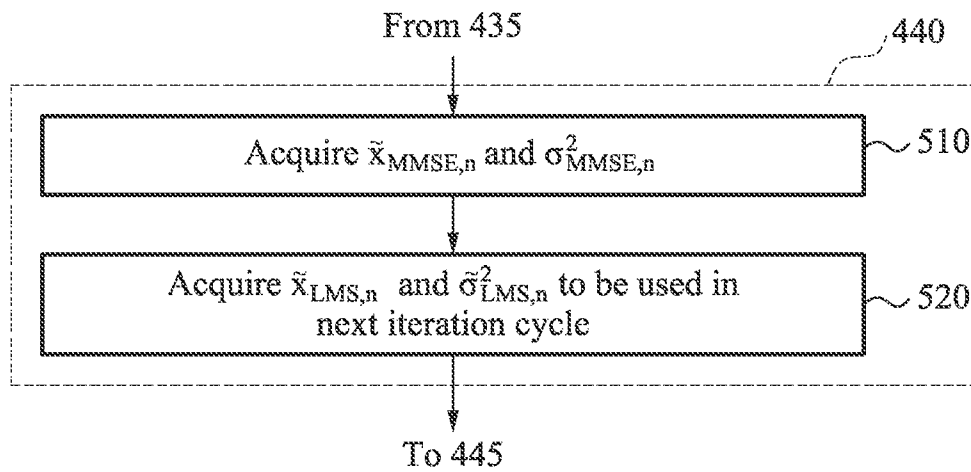 From 435
440
Acquire x̃MMSE,n and σ²MMSE,n
510
Acquire x̃LMS,n and σ̃²LMS,n to be used in
next iteration cycle
520
To 445